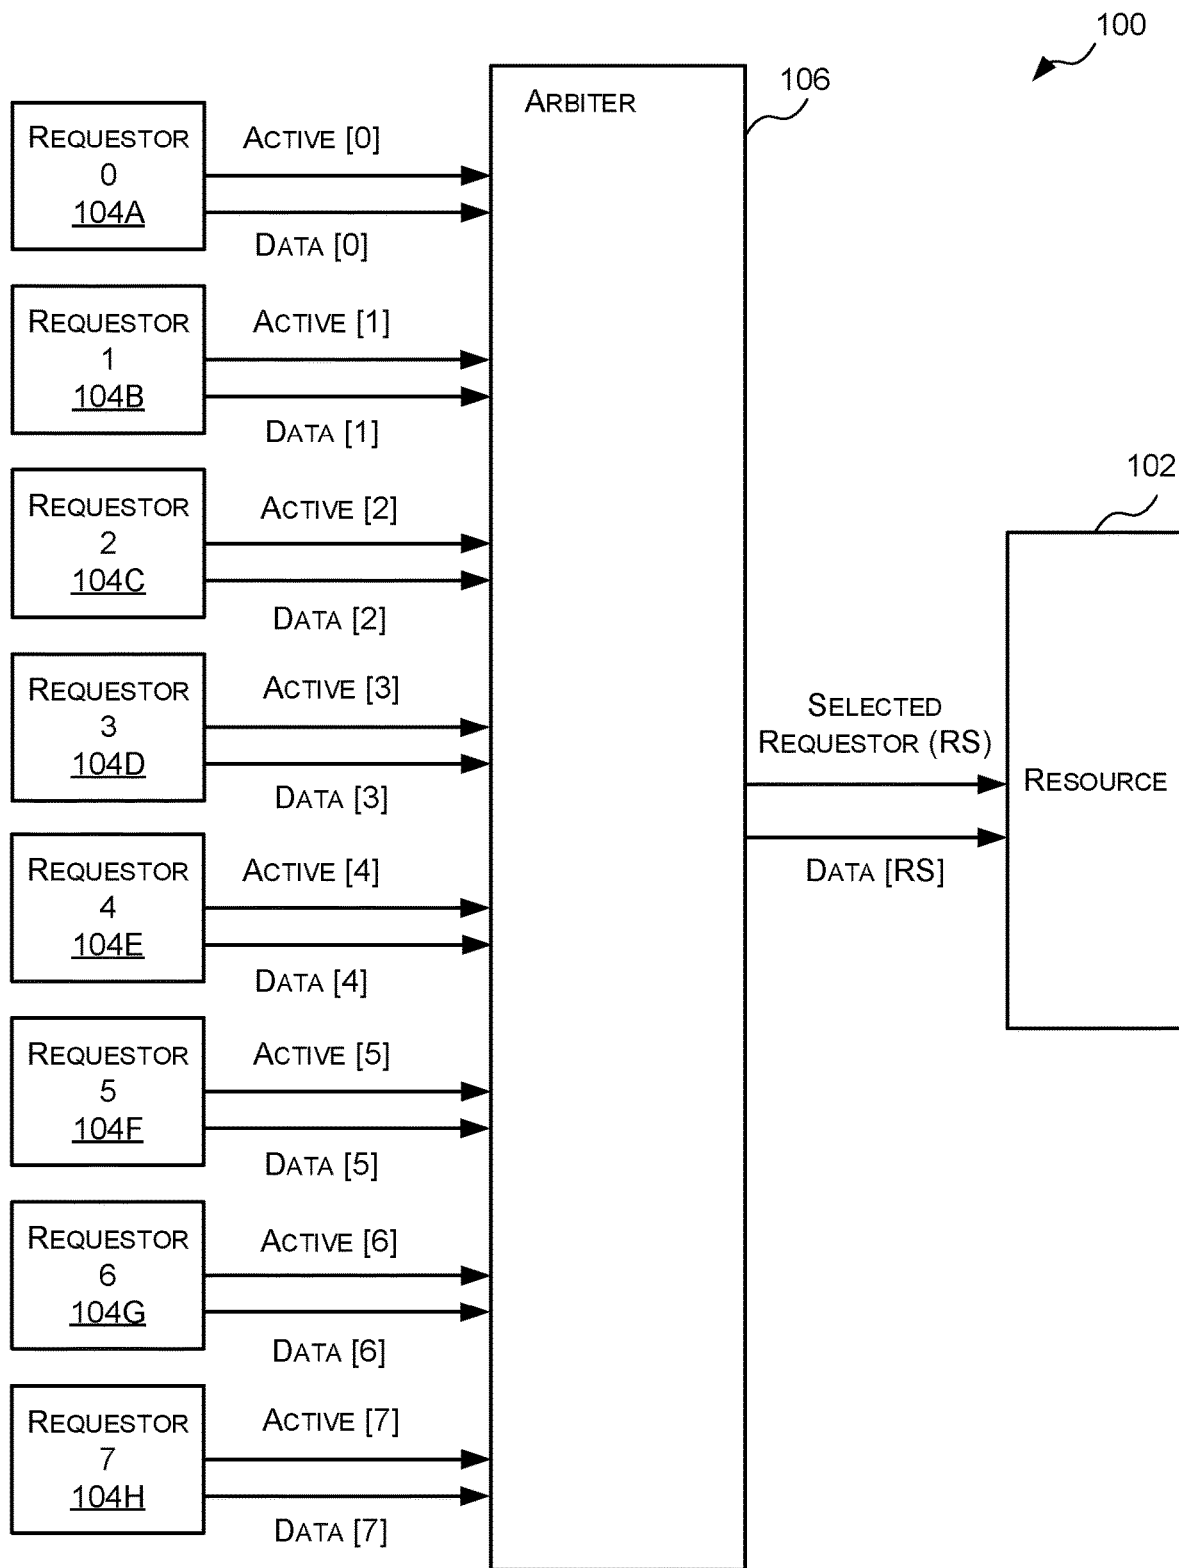 100
106
ARBITER
REQUESTOR
0
104A
ACTIVE [0]
DATA [0]
REQUESTOR
1
104B
ACTIVE [1]
DATA [1]
REQUESTOR
2
104C
ACTIVE [2]
DATA [2]
REQUESTOR
3
104D
ACTIVE [3]
DATA [3]
REQUESTOR
4
104E
ACTIVE [4]
DATA [4]
REQUESTOR
5
104F
ACTIVE [5]
DATA [5]
REQUESTOR
6
104G
ACTIVE [6]
DATA [6]
REQUESTOR
7
104H
ACTIVE [7]
DATA [7]
SELECTED
REQUESTOR (RS)
DATA [RS]
102
RESOURCE